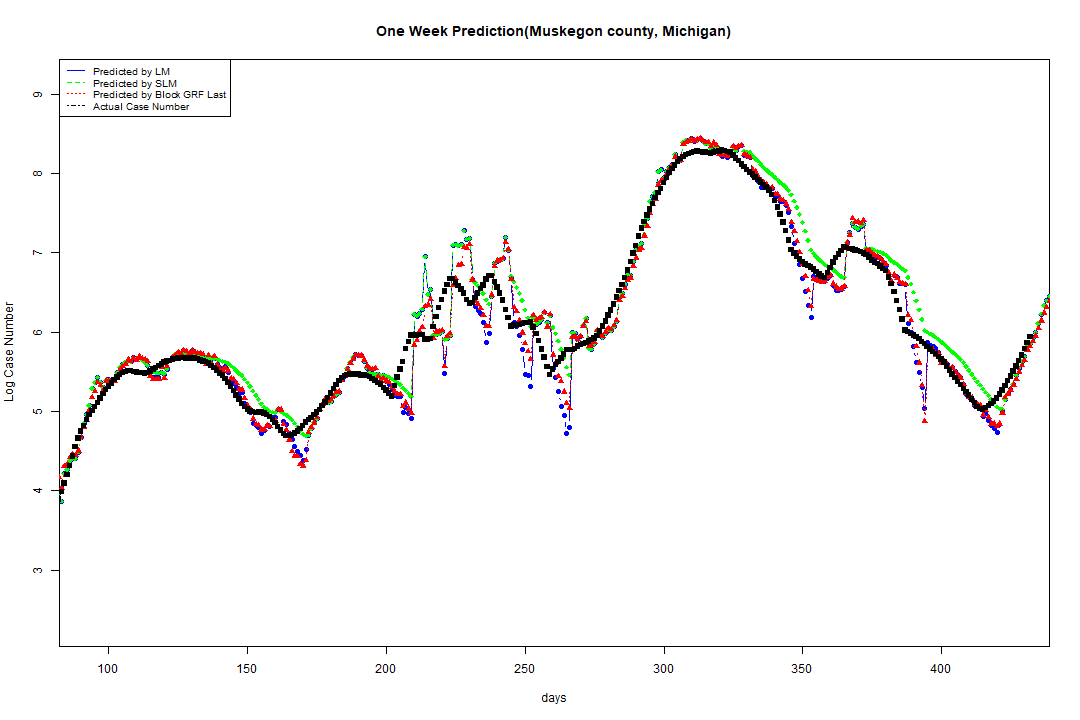 One Week Prediction(Muskegon county, Michigan)
Predicted by LM
Predicted by SLM
Predicted by Block GRF Last
Actual Case Number
9
8
7
6
5
4
3
Log Case Number
100 150 200 250 300 350 400
days